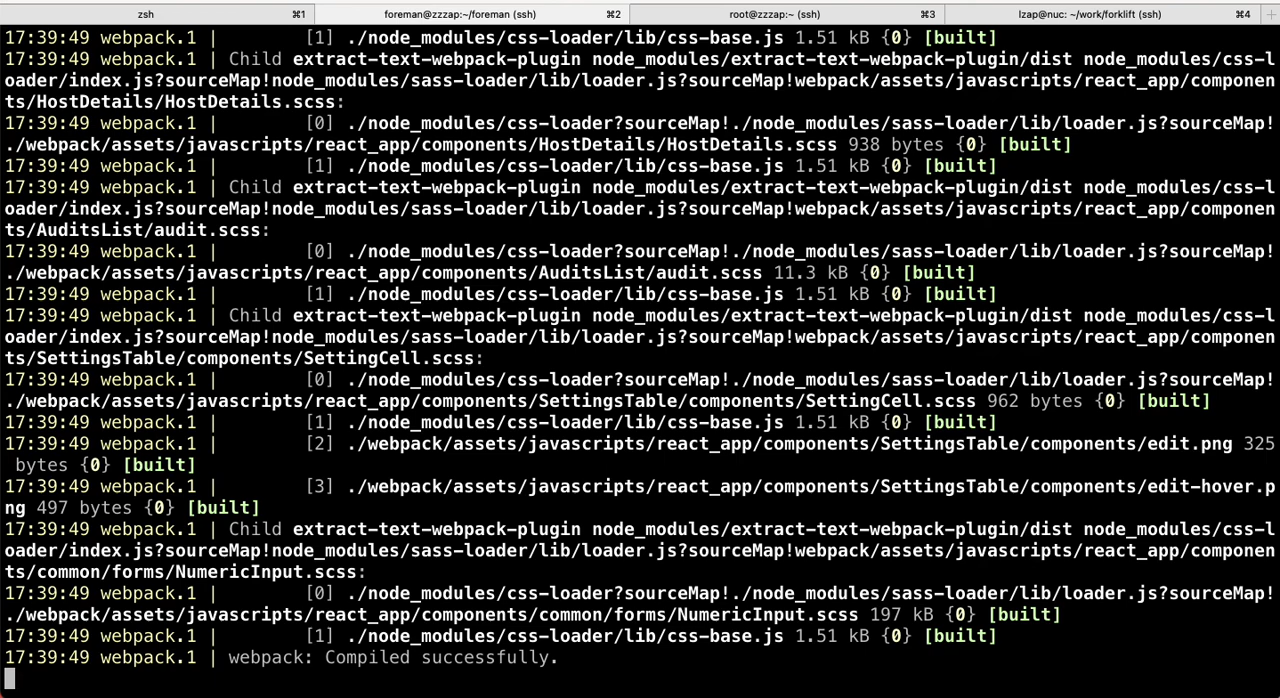 zsh ⌘1 foreman@zzzap:~/foreman (ssh) ⌘2 root@zzzap:~ (ssh) ⌘3 lzap@nuc: ~/work/forklift (ssh) ⌘4 +
17:39:49 webpack.1 |        [1] ./node_modules/css-loader/lib/css-base.js 1.51 kB {0} [built]
17:39:49 webpack.1 | Child extract-text-webpack-plugin node_modules/extract-text-webpack-plugin/dist node_modules/css-l
oader/index.js?sourceMap!node_modules/sass-loader/lib/loader.js?sourceMap!webpack/assets/javascripts/react_app/componen
ts/HostDetails/HostDetails.scss:
17:39:49 webpack.1 |        [0] ./node_modules/css-loader?sourceMap!./node_modules/sass-loader/lib/loader.js?sourceMap!
./webpack/assets/javascripts/react_app/components/HostDetails/HostDetails.scss 938 bytes {0} [built]
17:39:49 webpack.1 |        [1] ./node_modules/css-loader/lib/css-base.js 1.51 kB {0} [built]
17:39:49 webpack.1 | Child extract-text-webpack-plugin node_modules/extract-text-webpack-plugin/dist node_modules/css-l
oader/index.js?sourceMap!node_modules/sass-loader/lib/loader.js?sourceMap!webpack/assets/javascripts/react_app/componen
ts/AuditsList/audit.scss:
17:39:49 webpack.1 |        [0] ./node_modules/css-loader?sourceMap!./node_modules/sass-loader/lib/loader.js?sourceMap!
./webpack/assets/javascripts/react_app/components/AuditsList/audit.scss 11.3 kB {0} [built]
17:39:49 webpack.1 |        [1] ./node_modules/css-loader/lib/css-base.js 1.51 kB {0} [built]
17:39:49 webpack.1 | Child extract-text-webpack-plugin node_modules/extract-text-webpack-plugin/dist node_modules/css-l
oader/index.js?sourceMap!node_modules/sass-loader/lib/loader.js?sourceMap!webpack/assets/javascripts/react_app/componen
ts/SettingsTable/components/SettingCell.scss:
17:39:49 webpack.1 |        [0] ./node_modules/css-loader?sourceMap!./node_modules/sass-loader/lib/loader.js?sourceMap!
./webpack/assets/javascripts/react_app/components/SettingsTable/components/SettingCell.scss 962 bytes {0} [built]
17:39:49 webpack.1 |        [1] ./node_modules/css-loader/lib/css-base.js 1.51 kB {0} [built]
17:39:49 webpack.1 |        [2] ./webpack/assets/javascripts/react_app/components/SettingsTable/components/edit.png 325
 bytes {0} [built]
17:39:49 webpack.1 |        [3] ./webpack/assets/javascripts/react_app/components/SettingsTable/components/edit-hover.p
ng 497 bytes {0} [built]
17:39:49 webpack.1 | Child extract-text-webpack-plugin node_modules/extract-text-webpack-plugin/dist node_modules/css-l
oader/index.js?sourceMap!node_modules/sass-loader/lib/loader.js?sourceMap!webpack/assets/javascripts/react_app/componen
ts/common/forms/NumericInput.scss:
17:39:49 webpack.1 |        [0] ./node_modules/css-loader?sourceMap!./node_modules/sass-loader/lib/loader.js?sourceMap!
./webpack/assets/javascripts/react_app/components/common/forms/NumericInput.scss 197 kB {0} [built]
17:39:49 webpack.1 |        [1] ./node_modules/css-loader/lib/css-base.js 1.51 kB {0} [built]
17:39:49 webpack.1 | webpack: Compiled successfully.